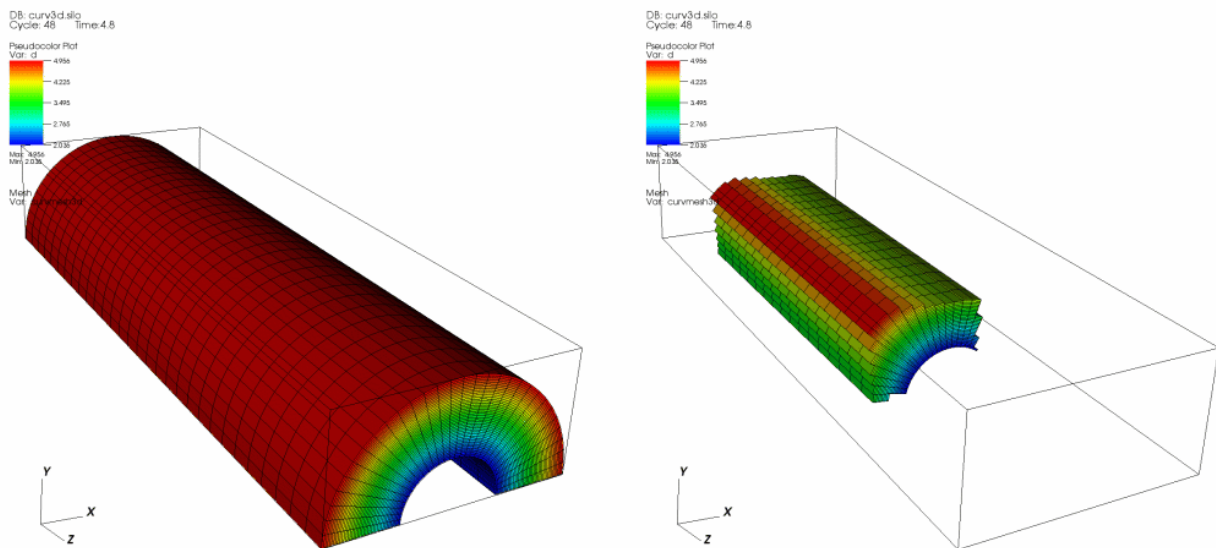 DB: curv3d.silo
Cycle: 48 Time:4.8
Pseudocolor Plot
Var: d
4.956
4.225
3.495
2.765
2.036
Max: 4.956
Min: 2.036
Mesh
Var: curvmesh3d
Y
X
Z
DB: curv3d.silo
Cycle: 48 Time:4.8
Pseudocolor Plot
Var: d
4.956
4.225
3.495
2.765
2.036
Max: 4.956
Min: 2.036
Mesh
Y
X
Z